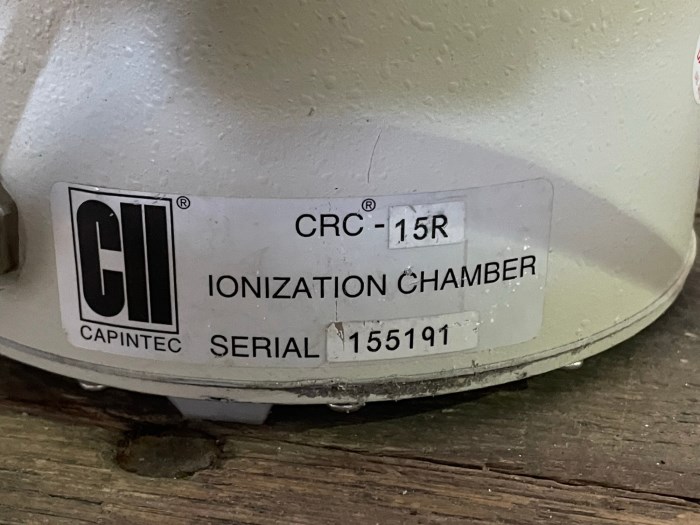 CII®
CAPINTEC
CRC®-15R
IONIZATION CHAMBER
SERIAL 155191